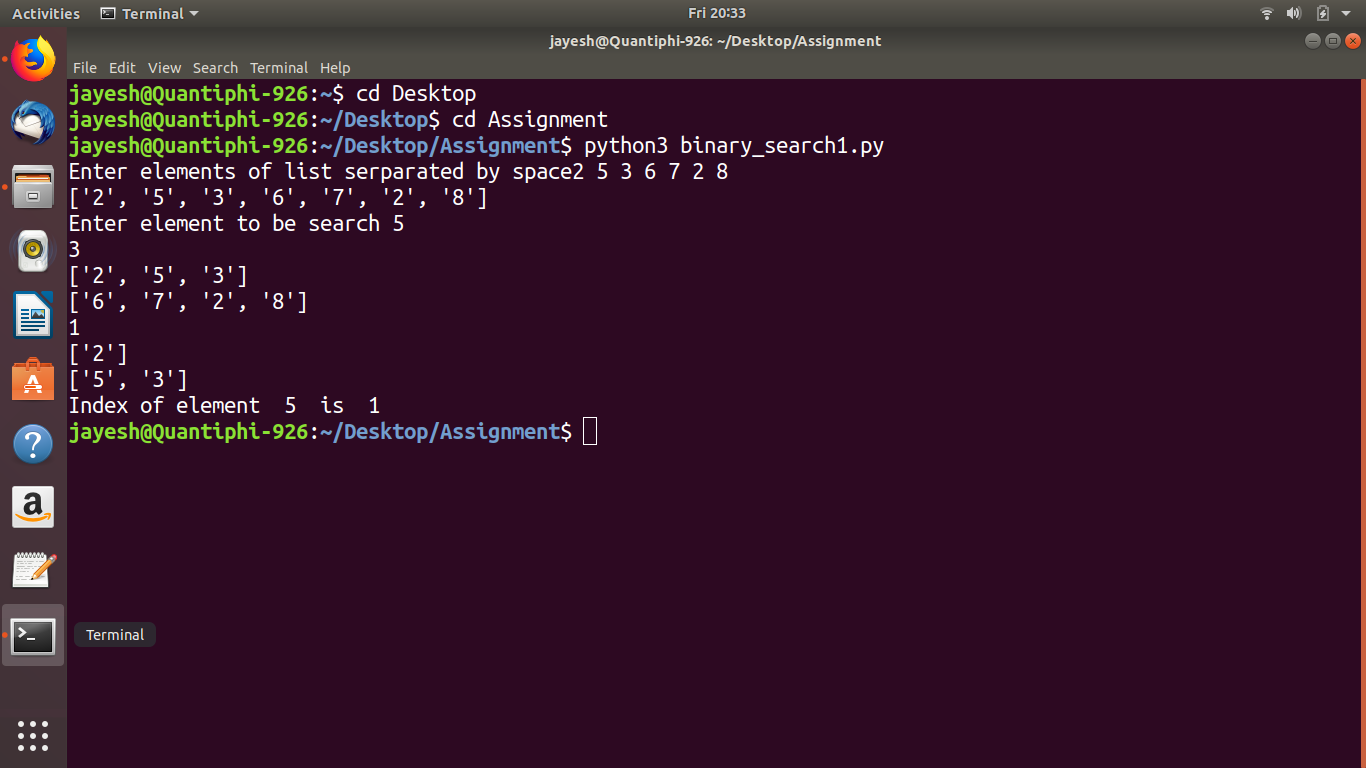 Activities Terminal Fri 20:33
jayesh@Quantiphi-926: ~/Desktop/Assignment
File Edit View Search Terminal Help
jayesh@Quantiphi-926:~$ cd Desktop
jayesh@Quantiphi-926:~/Desktop$ cd Assignment
jayesh@Quantiphi-926:~/Desktop/Assignment$ python3 binary_search1.py
Enter elements of list serparated by space2 5 3 6 7 2 8
['2', '5', '3', '6', '7', '2', '8']
Enter element to be search 5
3
['2', '5', '3']
['6', '7', '2', '8']
1
['2']
['5', '3']
Index of element  5  is  1
jayesh@Quantiphi-926:~/Desktop/Assignment$
Terminal